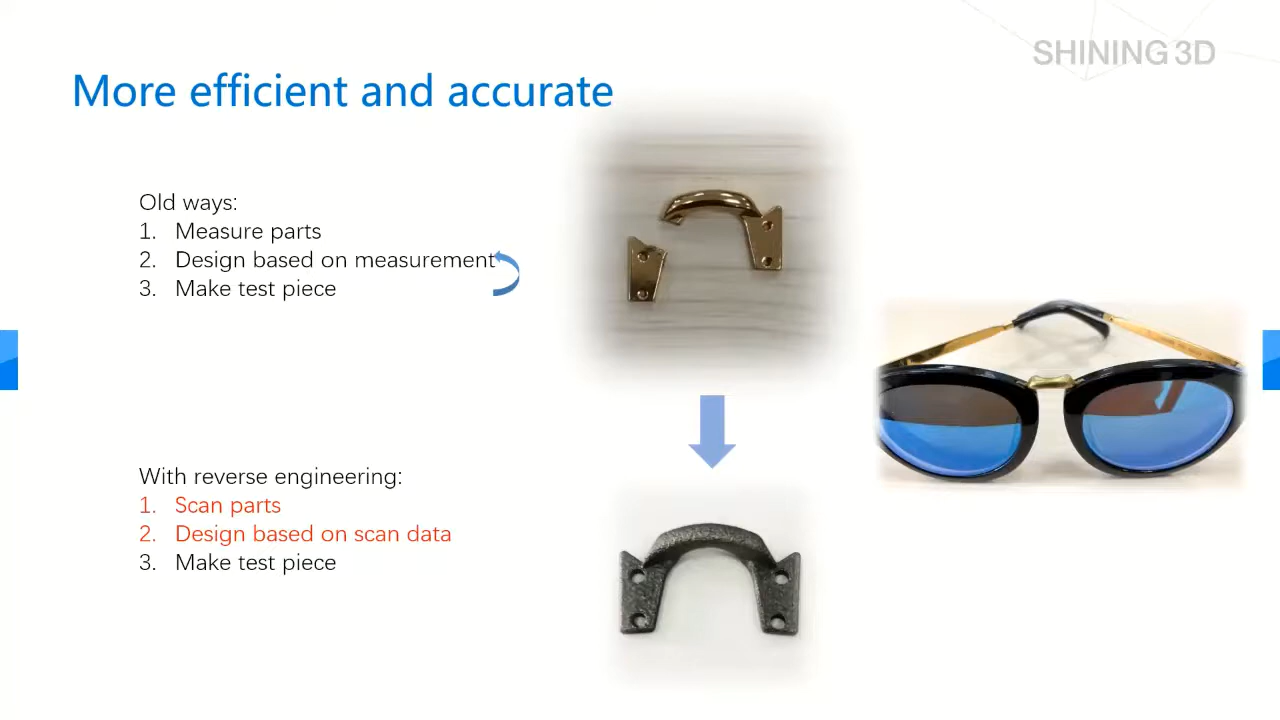 SHINING 3D
More efficient and accurate
Old ways:
1. Measure parts
2. Design based on measurement
3. Make test piece
With reverse engineering:
1. Scan parts
2. Design based on scan data
3. Make test piece